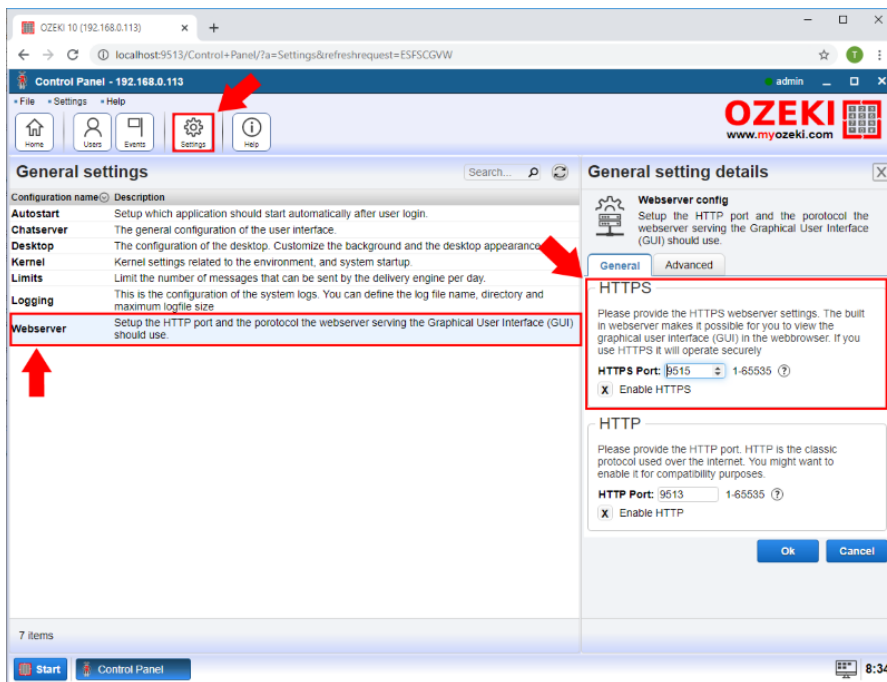 OZEKI 10 (192.168.0.113)
localhost:9513/Control+Panel/?a=Settings&refreshrequest=ESFSCGVW
T
Control Panel - 192.168.0.113
admin
File Settings Help
Home
Users
Events
Settings
Help
OZEKI
www.myozeki.com
General settings
Search...
Configuration name Description
Autostart Setup which application should start automatically after user login.
Chatserver The general configuration of the user interface.
Desktop The configuration of the desktop. Customize the background and the desktop appearance
Kernel Kernel settings related to the environment, and system startup.
Limits Limit the number of messages that can be sent by the delivery engine per day.
Logging This is the configuration of the system logs. You can define the log file name, directory and
maximum logfile size
Webserver Setup the HTTP port and the porotocol the webserver serving the Graphical User Interface (GUI)
should use.
7 items
General setting details
X
Webserver config
Setup the HTTP port and the porotocol the
webserver serving the Graphical User Interface
(GUI) should use.
General Advanced
HTTPS
Please provide the HTTPS webserver settings. The built
in webserver makes it possible for you to view the
graphical user interface (GUI) in the webbrowser. If you
use HTTPS it will operate securely
HTTPS Port: 9515 1-65535 ?
X Enable HTTPS
HTTP
Please provide the HTTP port. HTTP is the classic
protocol used over the internet. You might want to
enable it for compatibility purposes.
HTTP Port: 9513 1-65535 ?
X Enable HTTP
Ok Cancel
Start Control Panel
8:34